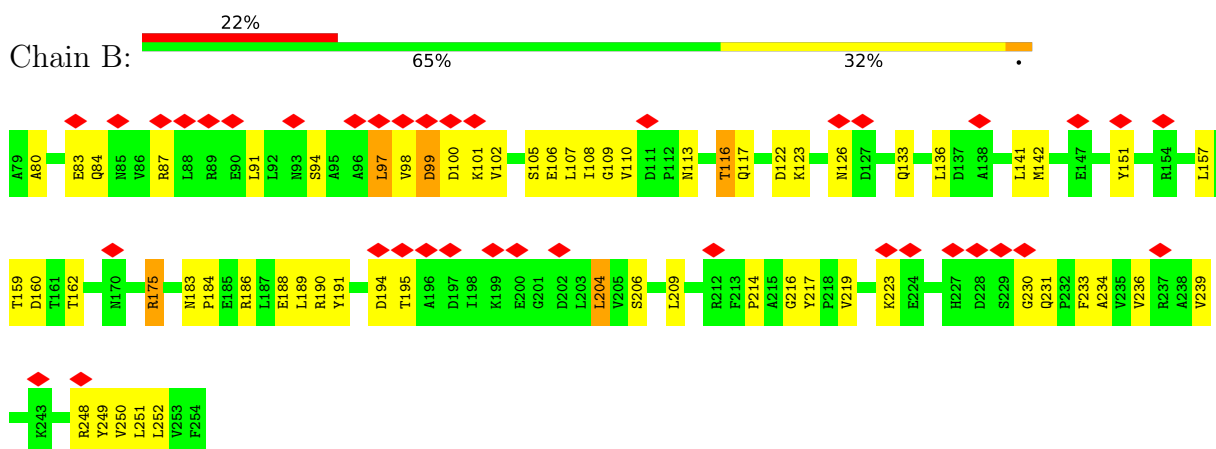 22%
Chain B:
65% 32% •
A79 A80 E83 Q84 N85 V86 R87 L88 R89 E90 L91 L92 N93 S94 A95 A96 L97 V98 D99 D100 K101 V102 S105 E106 L107 I108 G109 V110 D111 P112 N113 T116 Q117 D122 K123 N126 D127 Q133 L136 D137 A138 L141 M142 E147 Y151 R154 L157
T159 D160 T161 T162 N170 R175 N183 P184 E185 R186 L187 E188 L189 R190 Y191 D194 T195 A196 D197 I198 K199 E200 G201 D202 L203 L204 V205 S206 L209 R212 F213 P214 A215 G216 Y217 P218 V219 K223 E224 H227 D228 S229 G230 Q231 P232 F233 A234 V235 V236 R237 A238 V239
K243 R248 Y249 V250 L251 L252 V253 F254